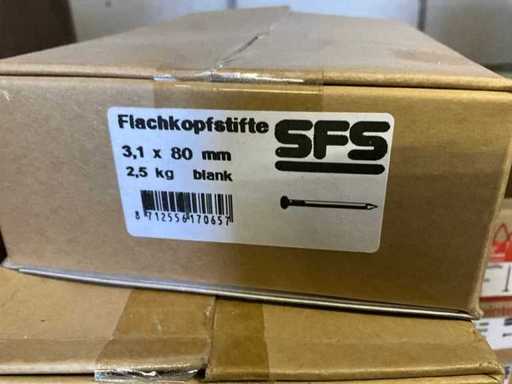 Flachkopfstifte
SFS
3,1 x 80 mm
2,5 kg blank
8 712556 170657